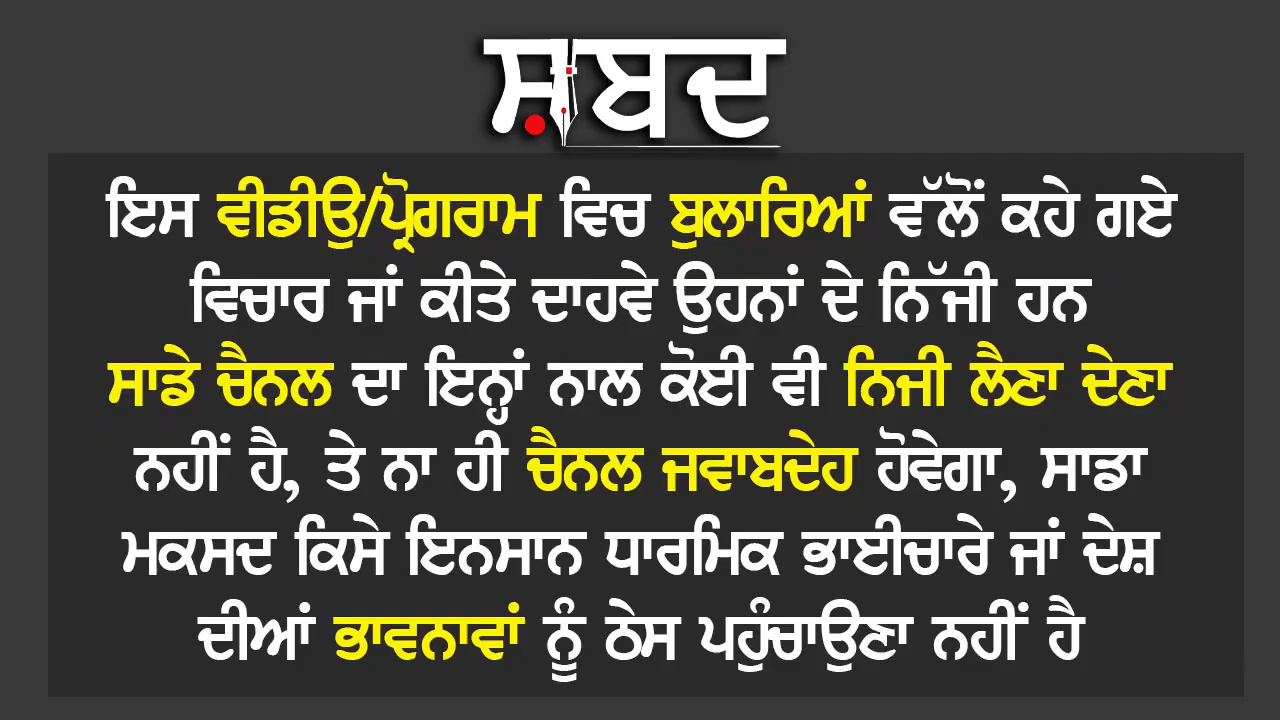 ਸ਼ਬਦ
ਇਸ ਵੀਡੀਉ/ਪ੍ਰੋਗਰਾਮ ਵਿਚ ਬੁਲਾਰਿਆਂ ਵੱਲੋਂ ਕਹੇ ਗਏ
ਵਿਚਾਰ ਜਾਂ ਕੀਤੇ ਦਾਹਵੇ ਉਹਨਾਂ ਦੇ ਨਿੱਜੀ ਹਨ
ਸਾਡੇ ਚੈਨਲ ਦਾ ਇਨ੍ਹਾਂ ਨਾਲ ਕੋਈ ਵੀ ਨਿਜੀ ਲੈਣਾ ਦੇਣਾ
ਨਹੀਂ ਹੈ, ਤੇ ਨਾ ਹੀ ਚੈਨਲ ਜਵਾਬਦੇਹ ਹੋਵੇਗਾ, ਸਾਡਾ
ਮਕਸਦ ਕਿਸੇ ਇਨਸਾਨ ਧਾਰਮਿਕ ਭਾਈਚਾਰੇ ਜਾਂ ਦੇਸ਼
ਦੀਆਂ ਭਾਵਨਾਵਾਂ ਨੂੰ ਠੇਸ ਪਹੁੰਚਾਉਣਾ ਨਹੀਂ ਹੈ